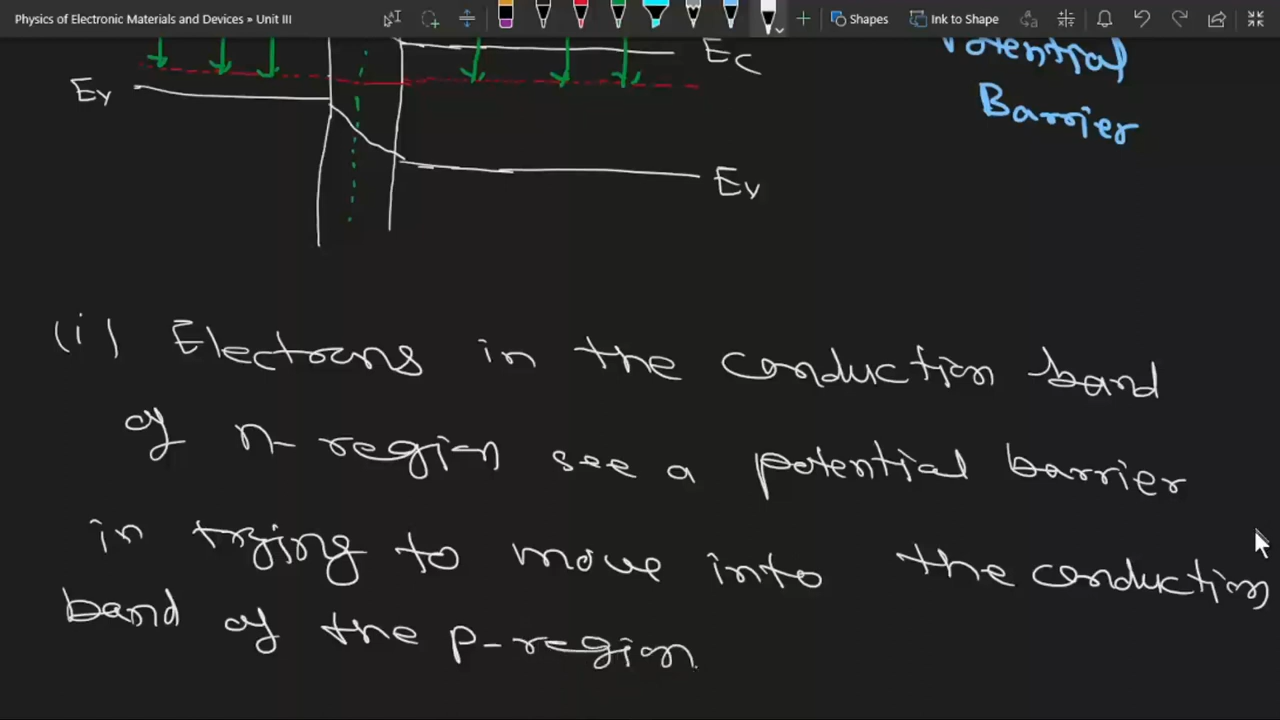 Physics of Electronic Materials and Devices » Unit III
Shapes
Ink to Shape
Ec
Potential
Ev
Barrier
Ev
(i) Electrons in the conduction band
of n-region see a potential barrier
in trying to move into the conduction
band of the p-region.